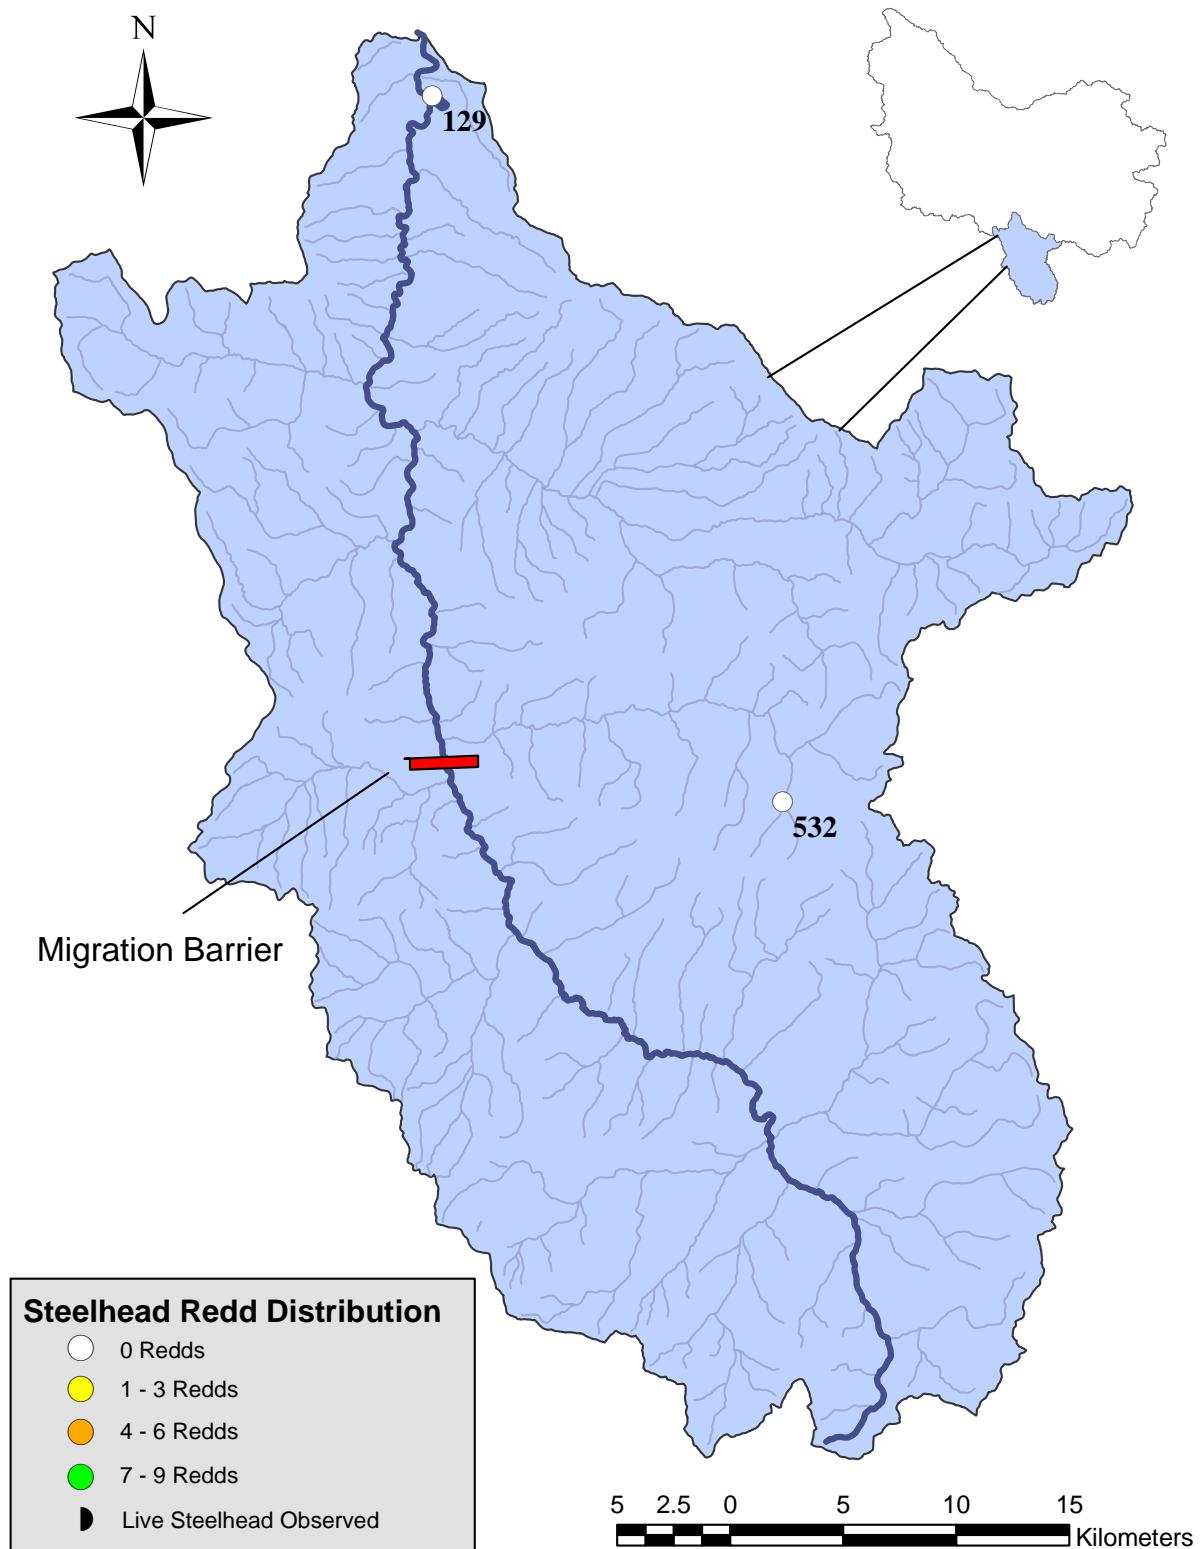 N
129
532
Migration Barrier
Steelhead Redd Distribution
0 Redds
1 - 3 Redds
4 - 6 Redds
7 - 9 Redds
Live Steelhead Observed
5 2.5 0 5 10 15
Kilometers